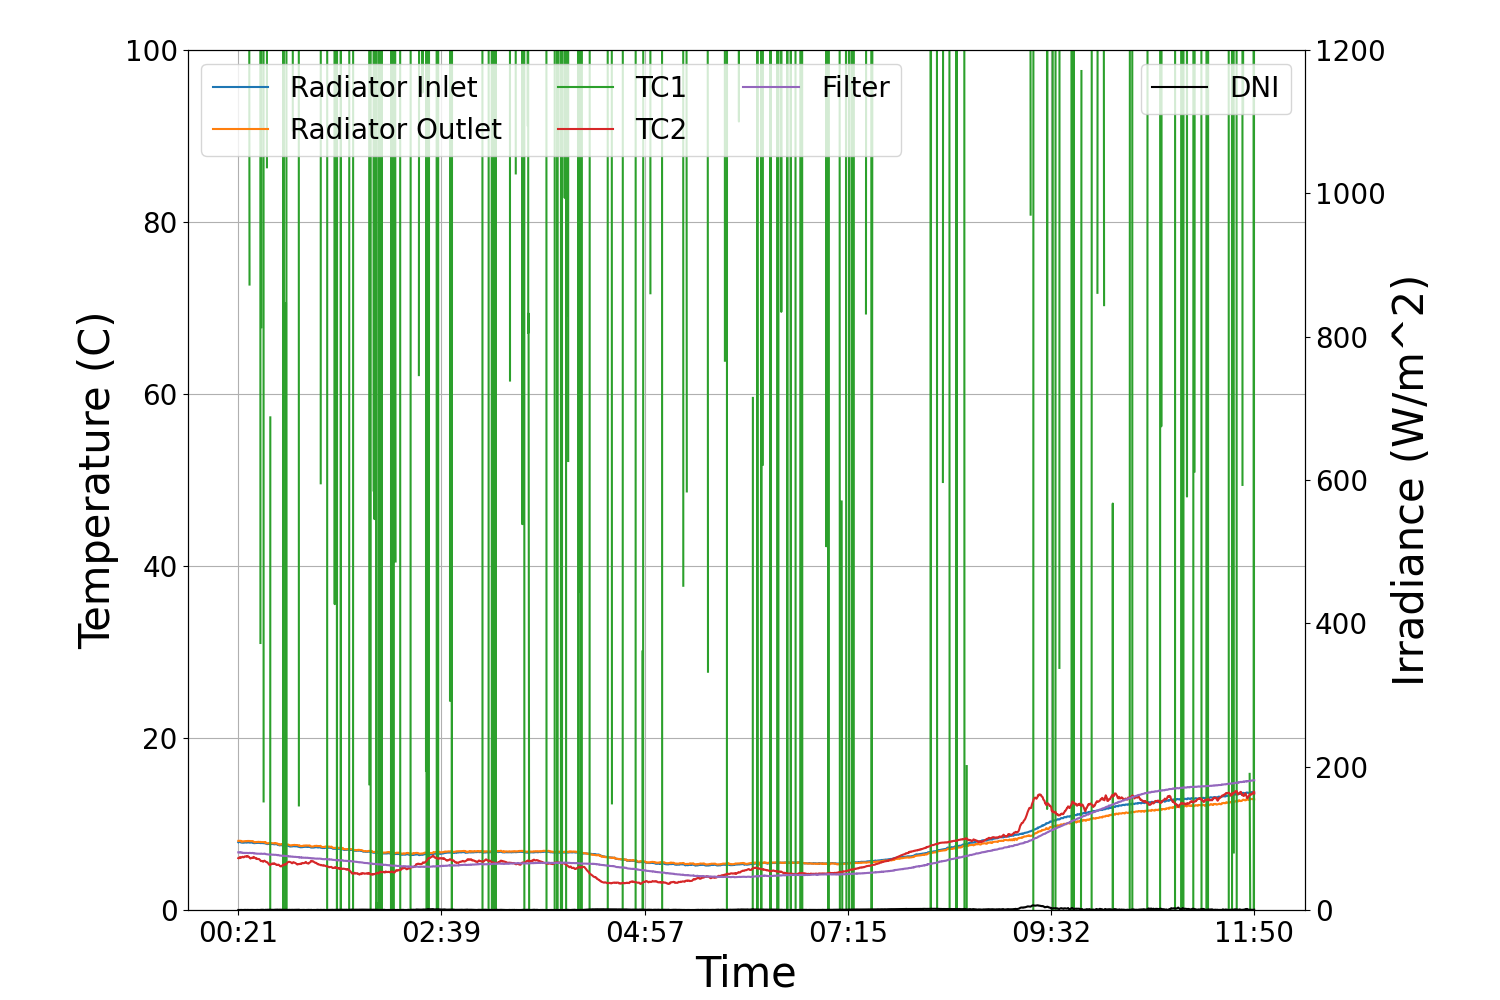 100
80
60
40
20
0
Temperature (C)
Radiator Inlet
Radiator Outlet
TC1
TC2
Filter
DNI
1200
1000
800
600
400
200
0
Irradiance (W/m^2)
00:21
02:39
04:57
07:15
09:32
11:50
Time